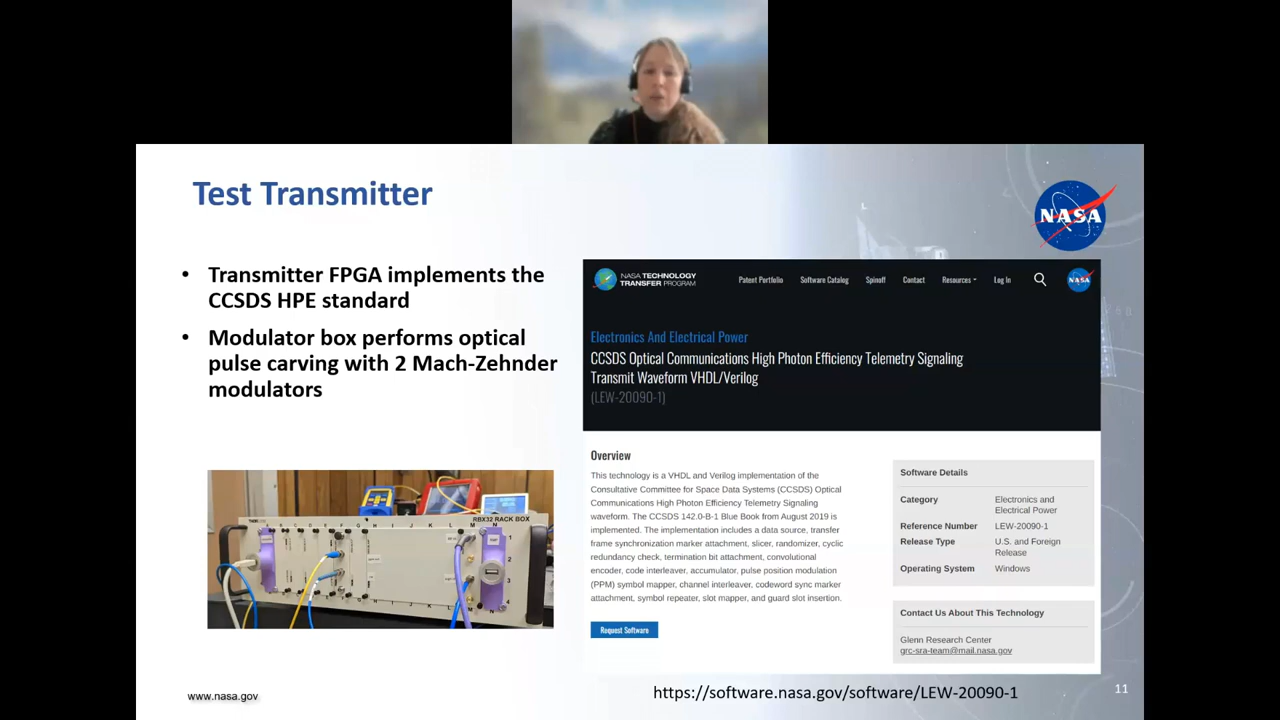 Test Transmitter
NASA
• Transmitter FPGA implements the
CCSDS HPE standard
• Modulator box performs optical
pulse carving with 2 Mach-Zehnder
modulators
RBX32 RACK BOX
NASA TECHNOLOGY
TRANSFER PROGRAM
Patent Portfolio Software Catalog Spinoff Contact Resources Log In
NASA
Electronics And Electrical Power
CCSDS Optical Communications High Photon Efficiency Telemetry Signaling
Transmit Waveform VHDL/Verilog
(LEW-20090-1)
Overview
This technology is a VHDL and Verilog implementation of the
Consultative Committee for Space Data Systems (CCSDS) Optical
Communications High Photon Efficiency Telemetry Signaling
waveform. The CCSDS 142.0-B-1 Blue Book from August 2019 is
implemented. The implementation includes a data source, transfer
frame synchronization marker attachment, slicer, randomizer, cyclic
redundancy check, termination bit attachment, convolutional
encoder, code interleaver, accumulator, pulse position modulation
(PPM) symbol mapper, channel interleaver, codeword sync marker
attachment, symbol repeater, slot mapper, and guard slot insertion.
Request Software
Software Details
Category Electronics and
Electrical Power
Reference Number LEW-20090-1
Release Type U.S. and Foreign
Release
Operating System Windows
Contact Us About This Technology
Glenn Research Center
grc-sra-team@mail.nasa.gov
www.nasa.gov
https://software.nasa.gov/software/LEW-20090-1
11